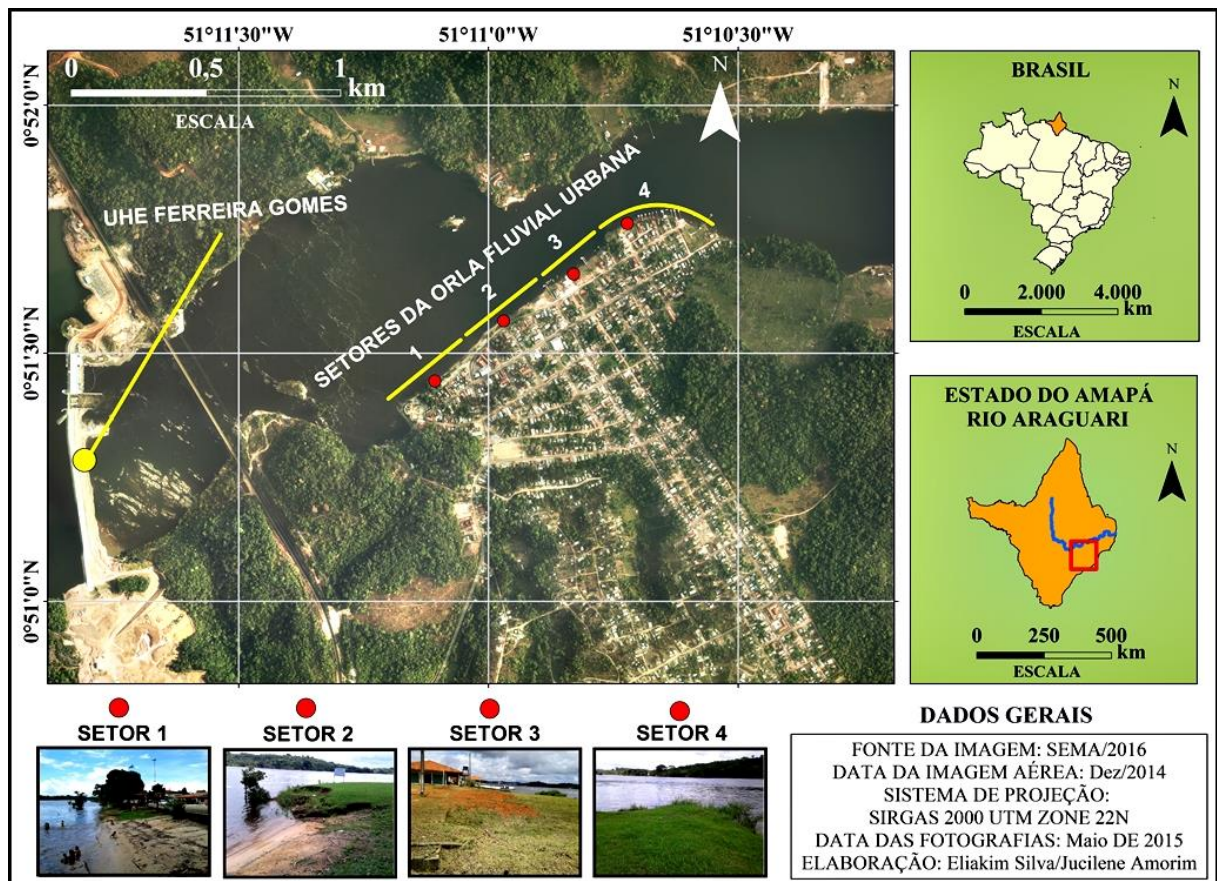 51°11'30"W
51°11'0"W
51°10'30"W
0°52'0"N
0°51'30"N
0°51'0"N
0
0,5
1
km
ESCALA
N
UHE FERREIRA GOMES
SETORES DA ORLA FLUVIAL URBANA
1
2
3
4
BRASIL
N
0
2.000
4.000
km
ESCALA
ESTADO DO AMAPÁ
RIO ARAGUARI
N
0
250
500
km
ESCALA
SETOR 1
SETOR 2
SETOR 3
SETOR 4
DADOS GERAIS
FONTE DA IMAGEM: SEMA/2016
DATA DA IMAGEM AÉREA: Dez/2014
SISTEMA DE PROJEÇÃO:
SIRGAS 2000 UTM ZONE 22N
DATA DAS FOTOGRAFIAS: Maio DE 2015
ELABORAÇÃO: Eliakim Silva/Jucilene Amorim